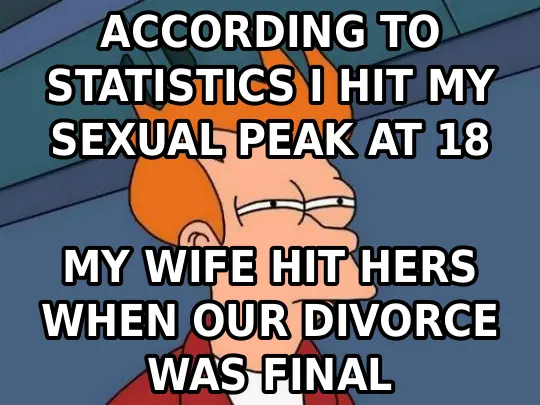 ACCORDING TO
STATISTICS I HIT MY
SEXUAL PEAK AT 18
MY WIFE HIT HERS
WHEN OUR DIVORCE
WAS FINAL